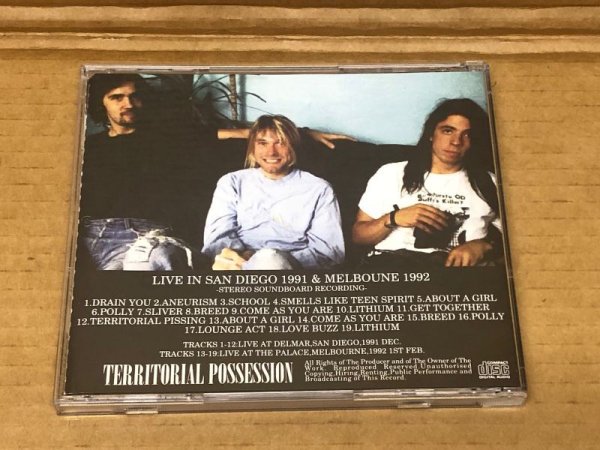 LIVE IN SAN DIEGO 1991 & MELBOUNE 1992
-STEREO SOUNDBOARD RECORDING-
1.DRAIN YOU 2.ANEURISM 3.SCHOOL 4.SMELLS LIKE TEEN SPIRIT 5.ABOUT A GIRL
6.POLLY 7.SLIVER 8.BREED 9.COME AS YOU ARE 10.LITHIUM 11.GET TOGETHER
12.TERRITORIAL PISSING 13.ABOUT A GIRL 14.COME AS YOU ARE 15.BREED 16.POLLY
17.LOUNGE ACT 18.LOVE BUZZ 19.LITHIUM
TRACKS 1-12:LIVE AT DELMAR,SAN DIEGO,1991 DEC.
TRACKS 13-19:LIVE AT THE PALACE,MELBOURNE,1992 1ST FEB.
TERRITORIAL POSSESSION
All Rights of The Producer and of The Owner of The
Work. Reproduced Reserved.Unauthorised
Copying,Hiring,Renting,Public Performance and
Broadcasting of This Record.
COMPACT
disc
DIGITAL AUDIO